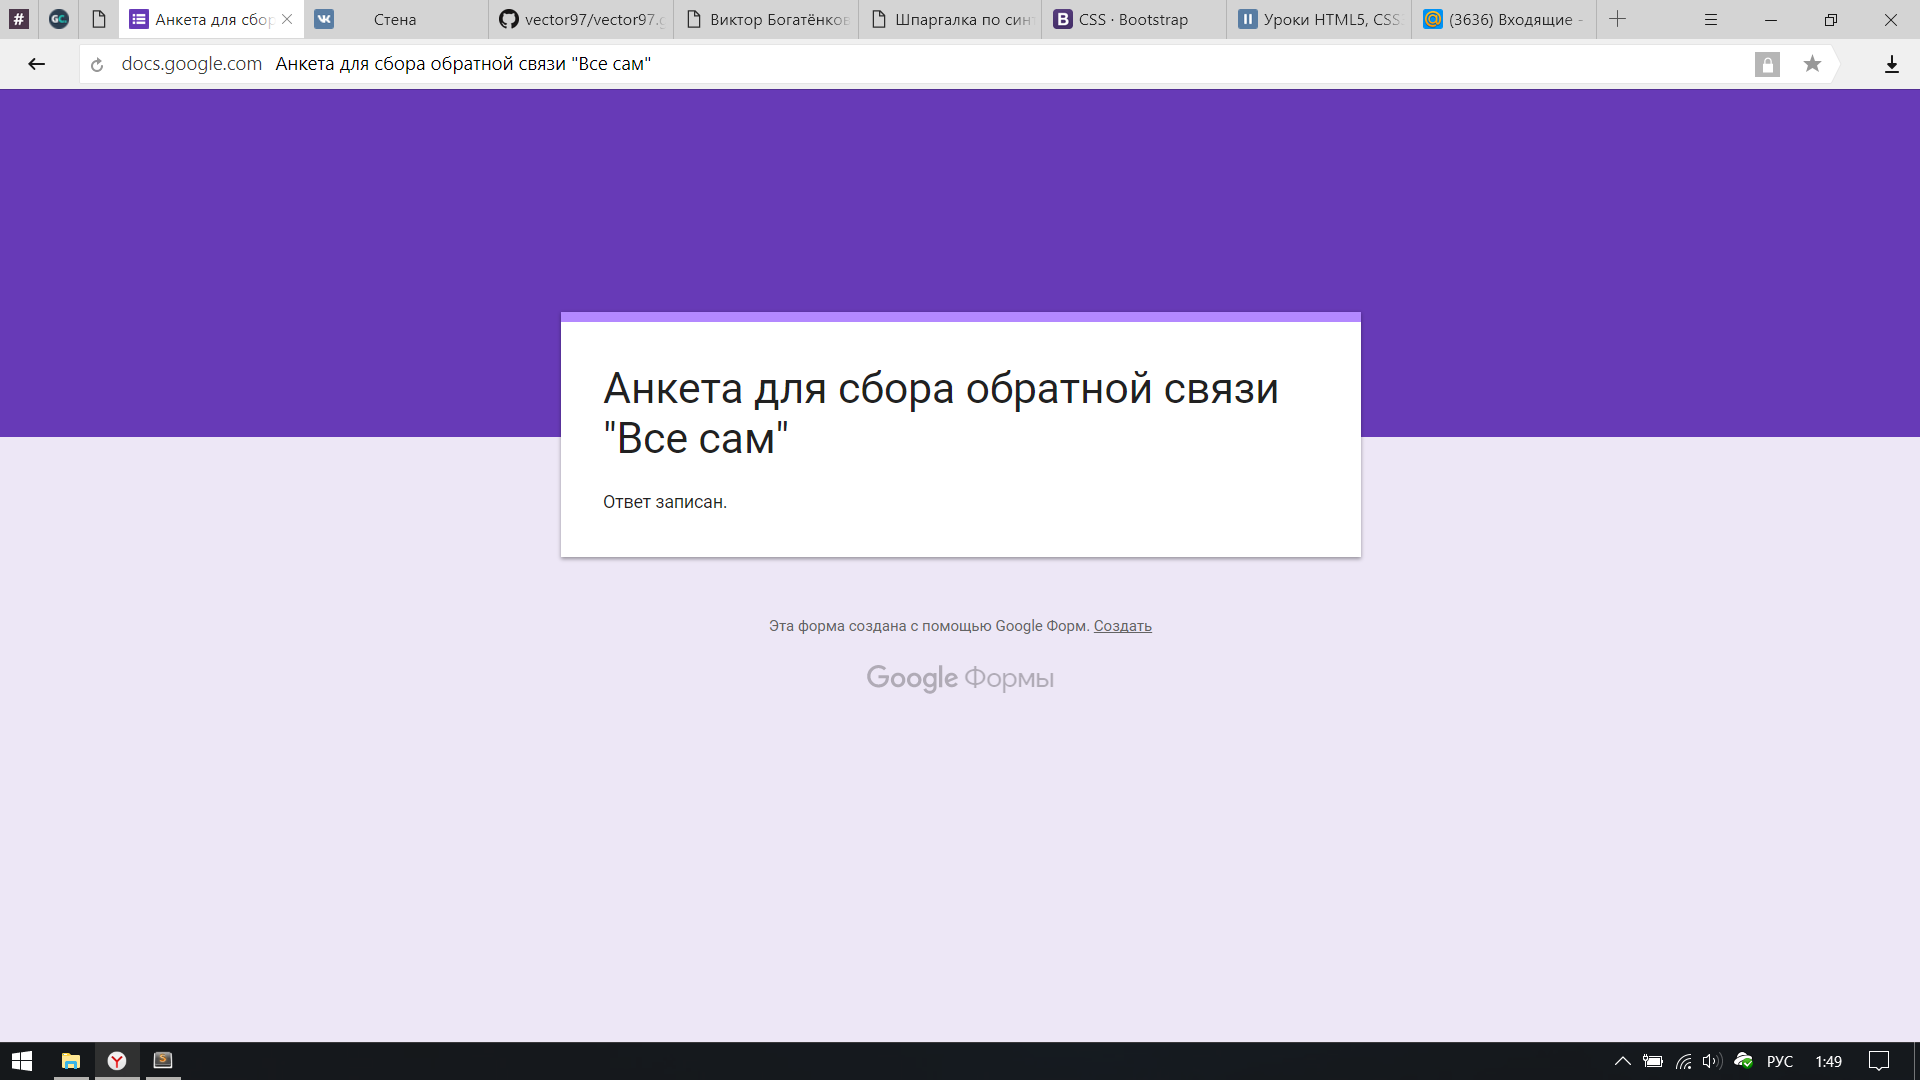 #
GC
Анкета для сбор
Стена
vector97/vector97.g
Виктор Богатёнков
Шпаргалка по син
B CSS · Bootstrap
Уроки HTML5, CSS
(3636) Входящие -
docs.google.com Анкета для сбора обратной связи "Все сам"
Анкета для сбора обратной связи
"Все сам"
Ответ записан.
Эта форма создана с помощью Google Форм. Создать
Google Формы
РУС
1:49